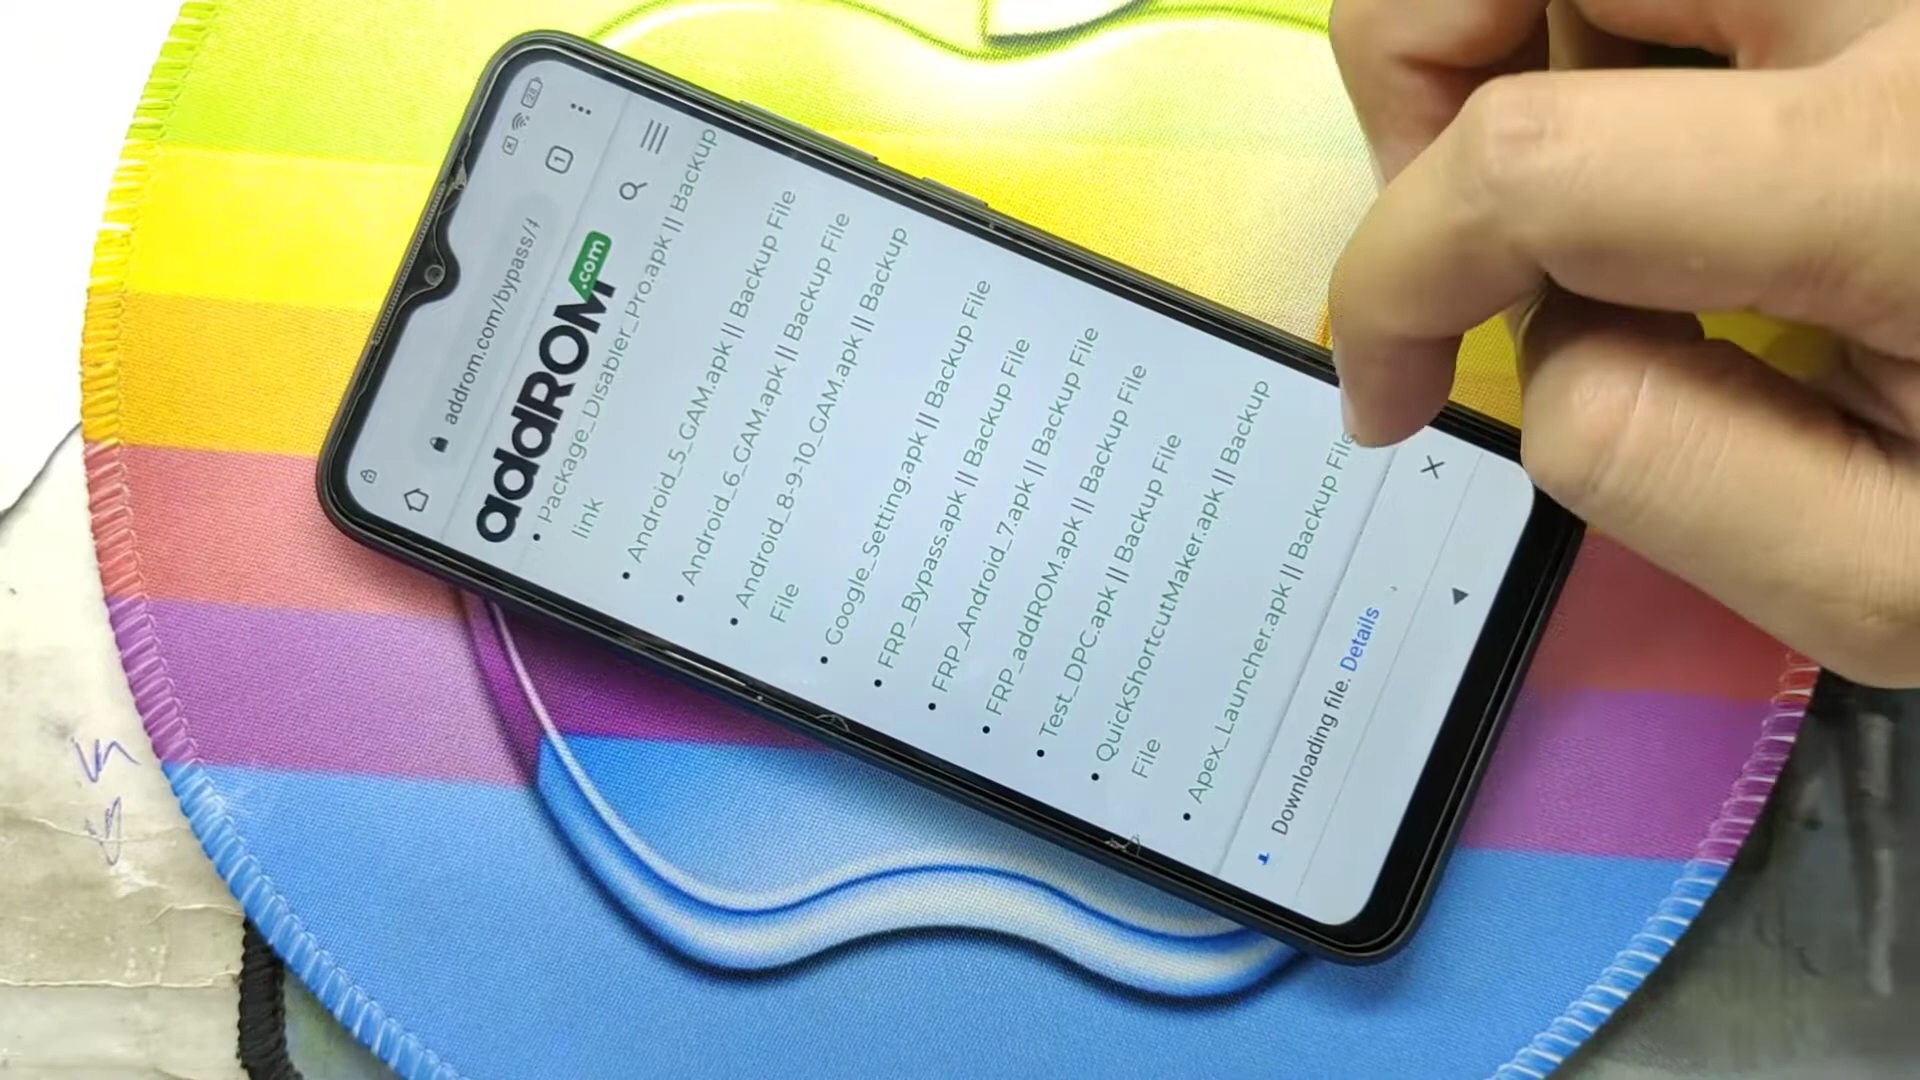 28
addrom.com/bypass/
1
addROM.com
Package_Disabler_Pro.apk || Backup
link
Android_5_GAM.apk || Backup File
Android_6_GAM.apk || Backup File
Android_8-9-10_GAM.apk || Backup
File
Google_Setting.apk || Backup File
FRP_Bypass.apk || Backup File
FRP_Android_7.apk || Backup File
FRP_addROM.apk || Backup File
Test_DPC.apk || Backup File
QuickShortcutMaker.apk || Backup
File
Apex_Launcher.apk || Backup File
Downloading file. Details